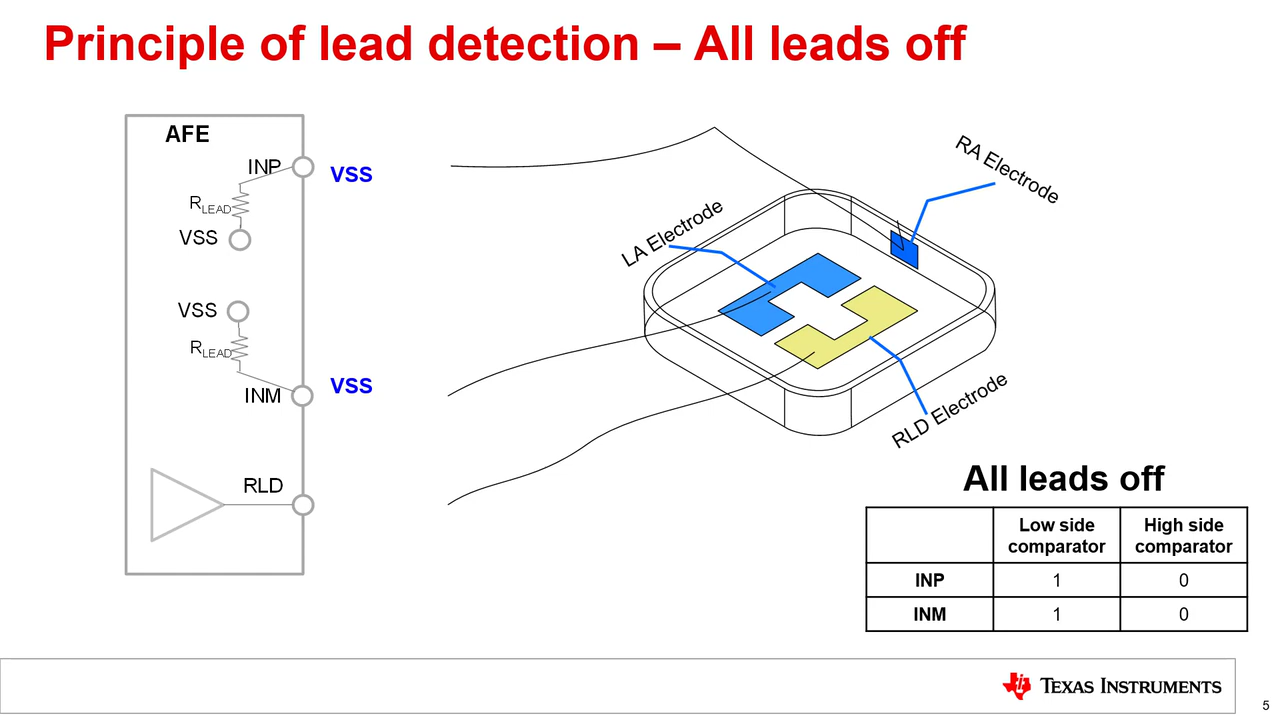 Principle of lead detection – All leads off
AFE
INP
VSS
R_LEAD
VSS
VSS
R_LEAD
INM
VSS
RLD
LA Electrode
RA Electrode
RLD Electrode
All leads off
Low side comparator
High side comparator
INP 1 0
INM 1 0
TEXAS INSTRUMENTS
5